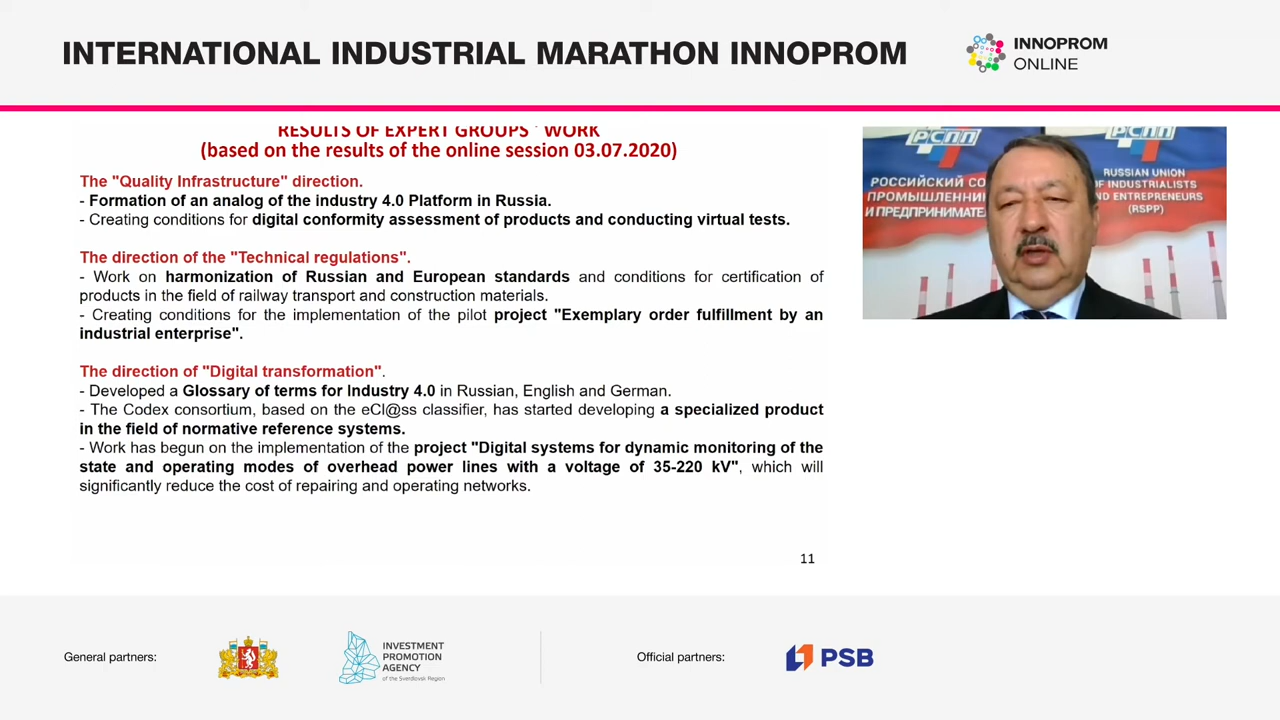 INTERNATIONAL INDUSTRIAL MARATHON INNOPROM
INNOPROM
ONLINE
RESULTS OF EXPERT GROUPS ` WORK
(based on the results of the online session 03.07.2020)
The "Quality Infrastructure" direction.
- Formation of an analog of the industry 4.0 Platform in Russia.
- Creating conditions for digital conformity assessment of products and conducting virtual tests.
The direction of the "Technical regulations".
- Work on harmonization of Russian and European standards and conditions for certification of
products in the field of railway transport and construction materials.
- Creating conditions for the implementation of the pilot project "Exemplary order fulfillment by an
industrial enterprise".
The direction of "Digital transformation".
- Developed a Glossary of terms for Industry 4.0 in Russian, English and German.
- The Codex consortium, based on the eCl@ss classifier, has started developing a specialized product
in the field of normative reference systems.
- Work has begun on the implementation of the project "Digital systems for dynamic monitoring of the
state and operating modes of overhead power lines with a voltage of 35-220 kV", which will
significantly reduce the cost of repairing and operating networks.
11
РСПП
РОССИЙСКИЙ СО
ПРОМЫШЛЕННИК
И ПРЕДПРИНИМАТЕ
РСПП
RUSSIAN UNION
OF INDUSTRIALISTS
AND ENTREPRENEURS
(RSPP)
General partners:
INVESTMENT
PROMOTION
AGENCY
of the Sverdlovsk Region
Official partners:
PSB